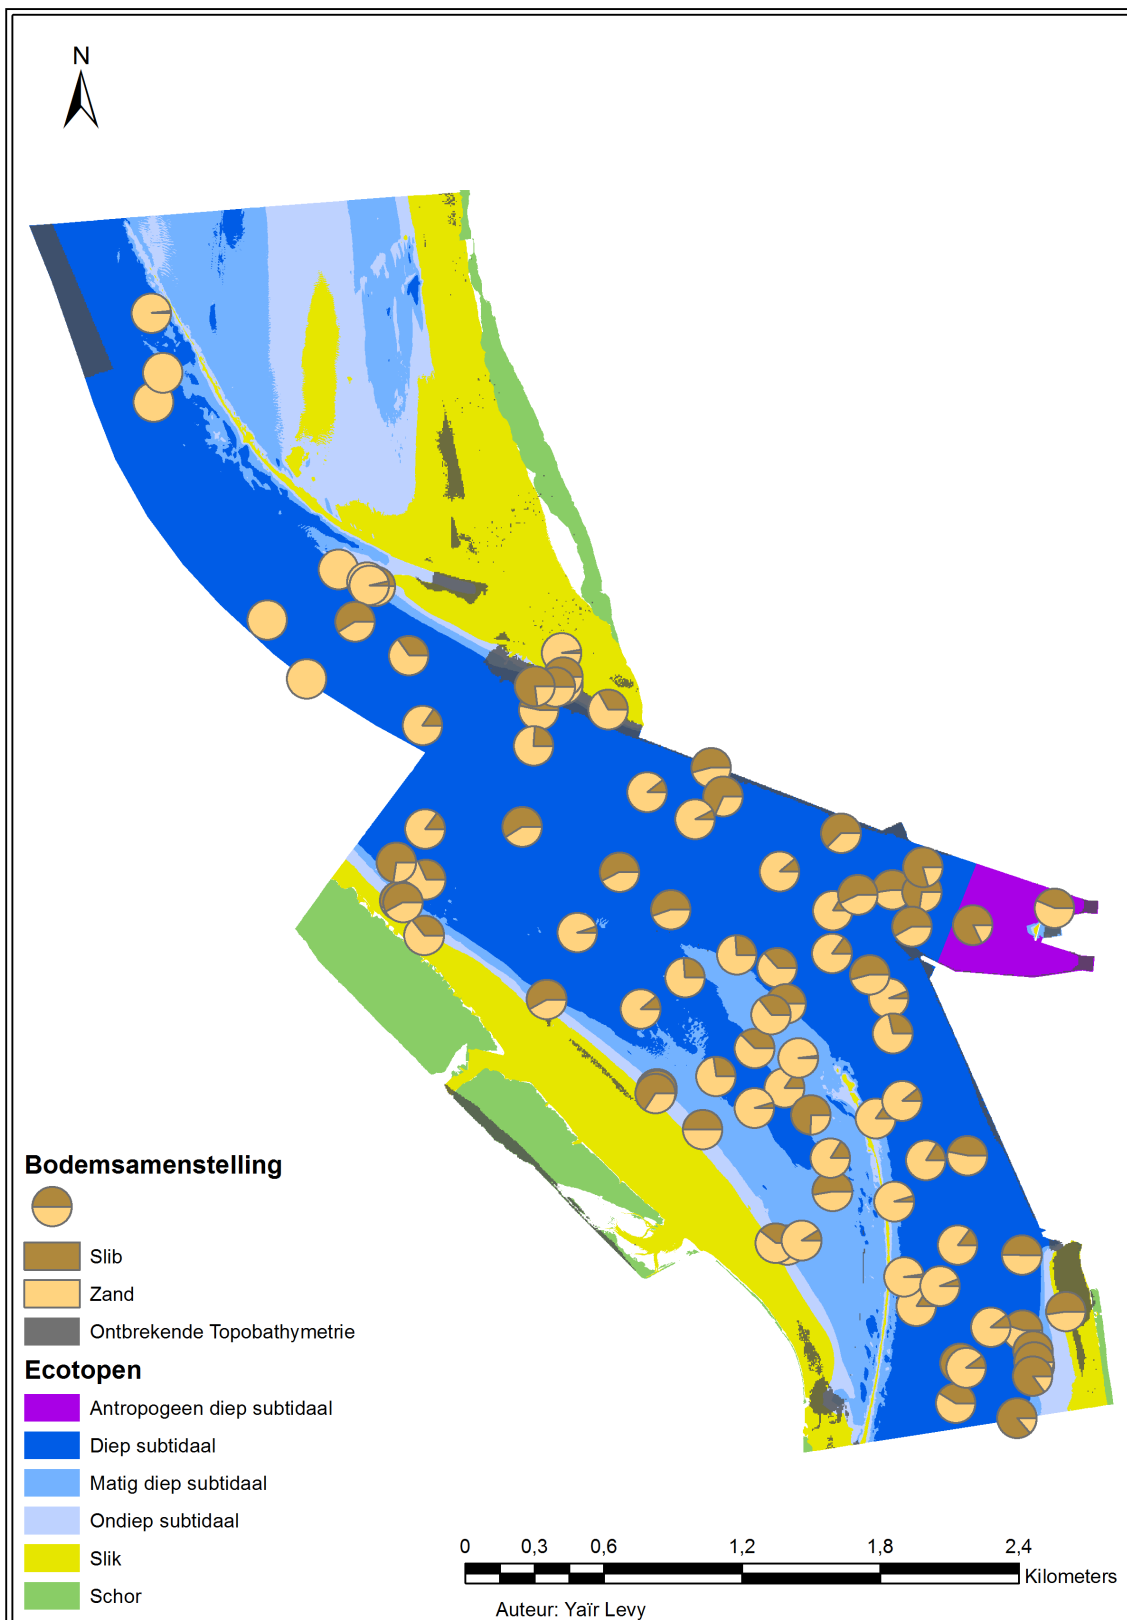 N
Bodemsamenstelling
Slib
Zand
Ontbrekende Topobathymetrie
Ecotopen
Antropogeen diep subtidaal
Diep subtidaal
Matig diep subtidaal
Ondiep subtidaal
Slik
Schor
0 0,3 0,6 1,2 1,8 2,4
Kilometers
Auteur: Yaïr Levy